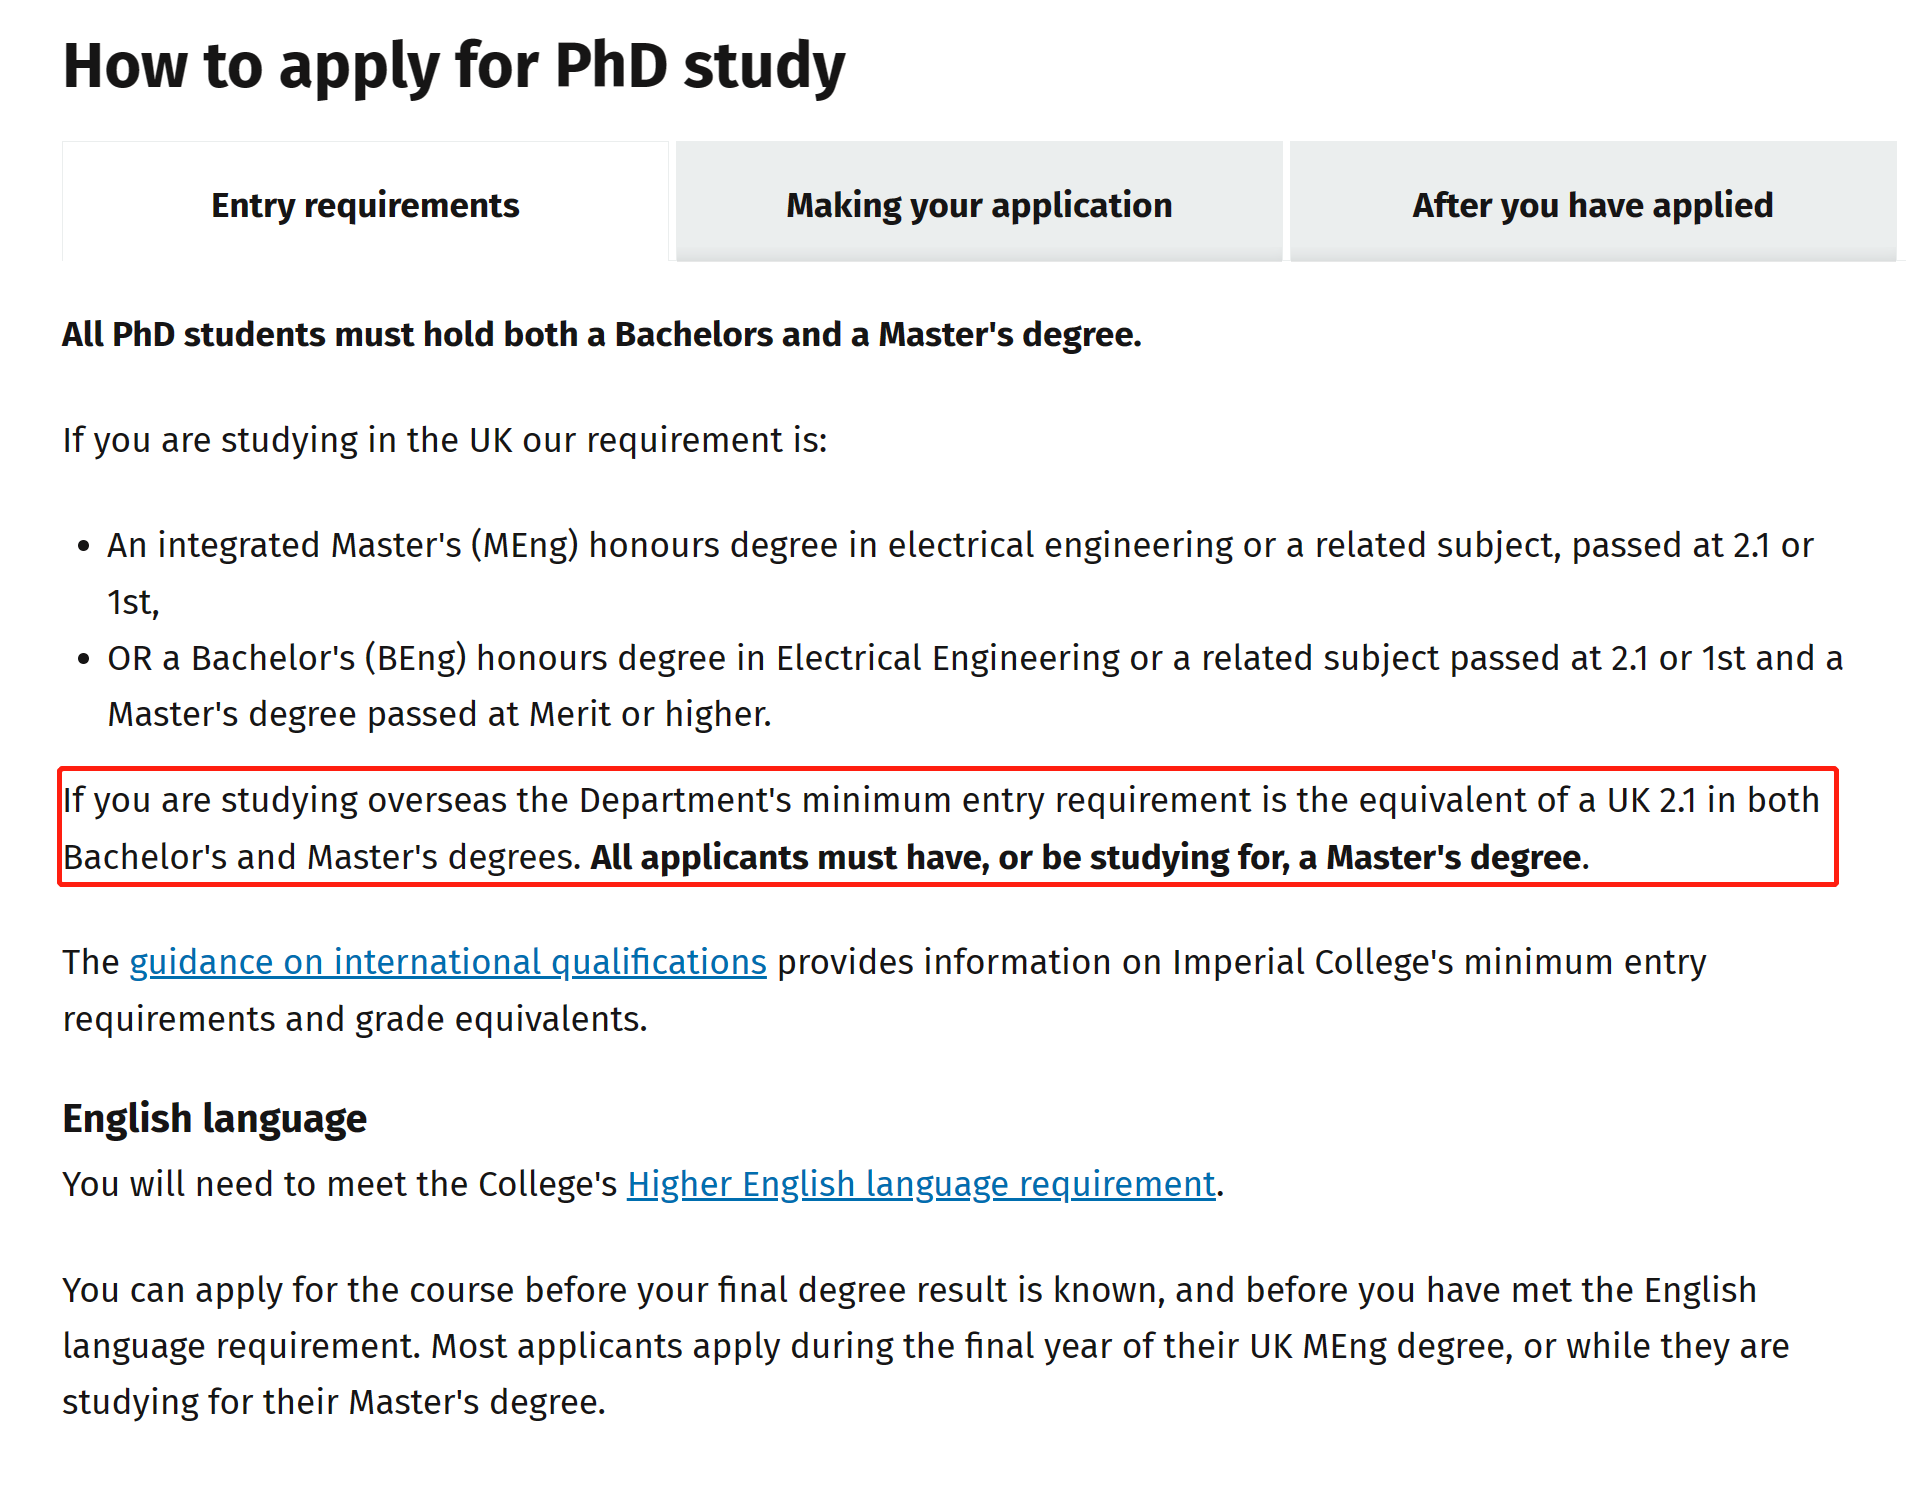 How to apply for PhD study
Entry requirements
Making your application
After you have applied
All PhD students must hold both a Bachelors and a Master's degree.
If you are studying in the UK our requirement is:
• An integrated Master's (MEng) honours degree in electrical engineering or a related subject, passed at 2.1 or
1st,
• OR a Bachelor's (BEng) honours degree in Electrical Engineering or a related subject passed at 2.1 or 1st and a
Master's degree passed at Merit or higher.
If you are studying overseas the Department's minimum entry requirement is the equivalent of a UK 2.1 in both
Bachelor's and Master's degrees. All applicants must have, or be studying for, a Master's degree.
The guidance on international qualifications provides information on Imperial College's minimum entry
requirements and grade equivalents.
English language
You will need to meet the College's Higher English language requirement.
You can apply for the course before your final degree result is known, and before you have met the English
language requirement. Most applicants apply during the final year of their UK MEng degree, or while they are
studying for their Master's degree.